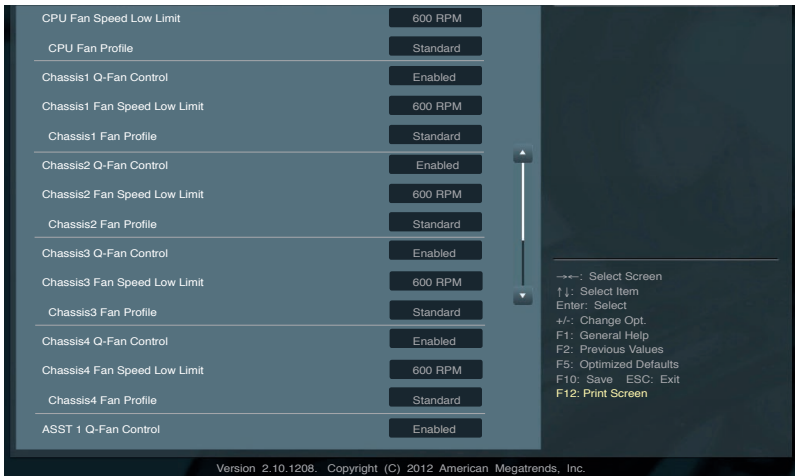 CPU Fan Speed Low Limit 600 RPM
CPU Fan Profile Standard
Chassis1 Q-Fan Control Enabled
Chassis1 Fan Speed Low Limit 600 RPM
Chassis1 Fan Profile Standard
Chassis2 Q-Fan Control Enabled
Chassis2 Fan Speed Low Limit 600 RPM
Chassis2 Fan Profile Standard
Chassis3 Q-Fan Control Enabled
Chassis3 Fan Speed Low Limit 600 RPM
Chassis3 Fan Profile Standard
Chassis4 Q-Fan Control Enabled
Chassis4 Fan Speed Low Limit 600 RPM
Chassis4 Fan Profile Standard
ASST 1 Q-Fan Control Enabled
→←: Select Screen
↑↓: Select Item
Enter: Select
+/-: Change Opt.
F1: General Help
F2: Previous Values
F5: Optimized Defaults
F10: Save ESC: Exit
F12: Print Screen
Version 2.10.1208. Copyright (C) 2012 American Megatrends, Inc.